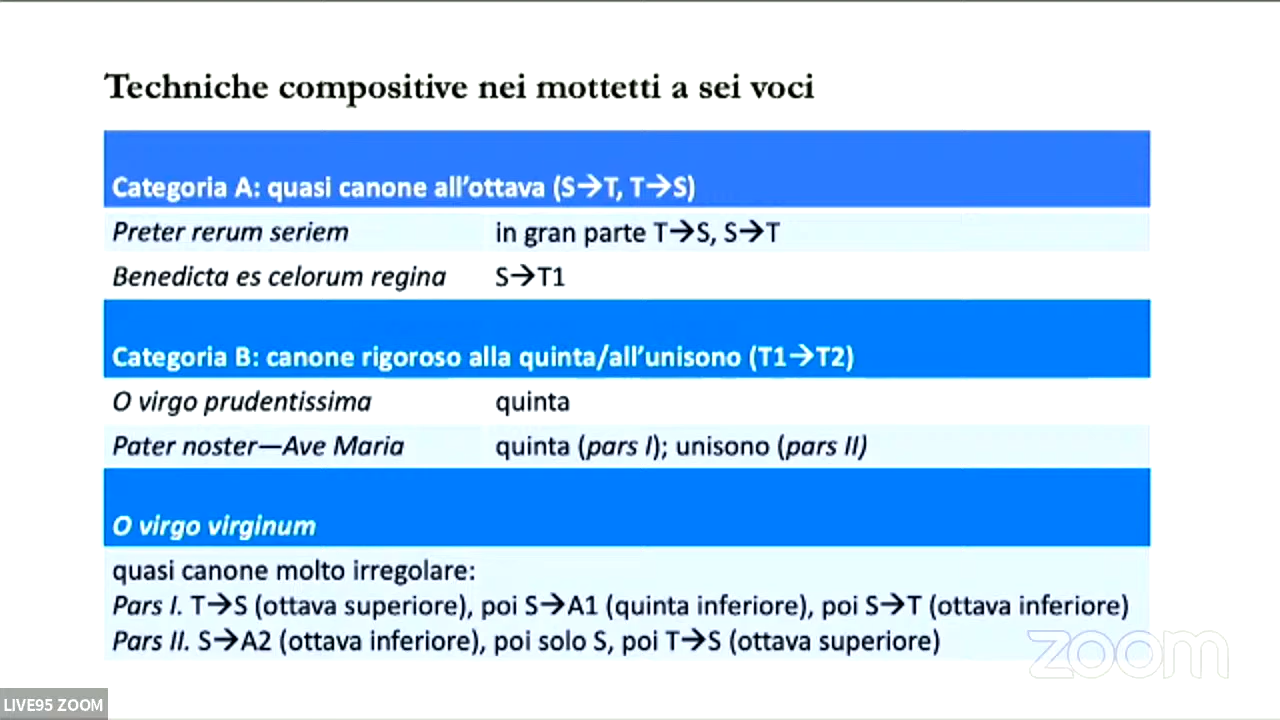 Techniche compositive nei mottetti a sei voci
Categoria A: quasi canone all’ottava (S→T, T→S)
Preter rerum seriem in gran parte T→S, S→T
Benedicta es celorum regina S→T1
Categoria B: canone rigoroso alla quinta/all’unisono (T1→T2)
O virgo prudentissima quinta
Pater noster—Ave Maria quinta (pars I); unisono (pars II)
O virgo virginum
quasi canone molto irregolare:
Pars I. T→S (ottava superiore), poi S→A1 (quinta inferiore), poi S→T (ottava inferiore)
Pars II. S→A2 (ottava inferiore), poi solo S, poi T→S (ottava superiore)
zoom
LIVE95 ZOOM